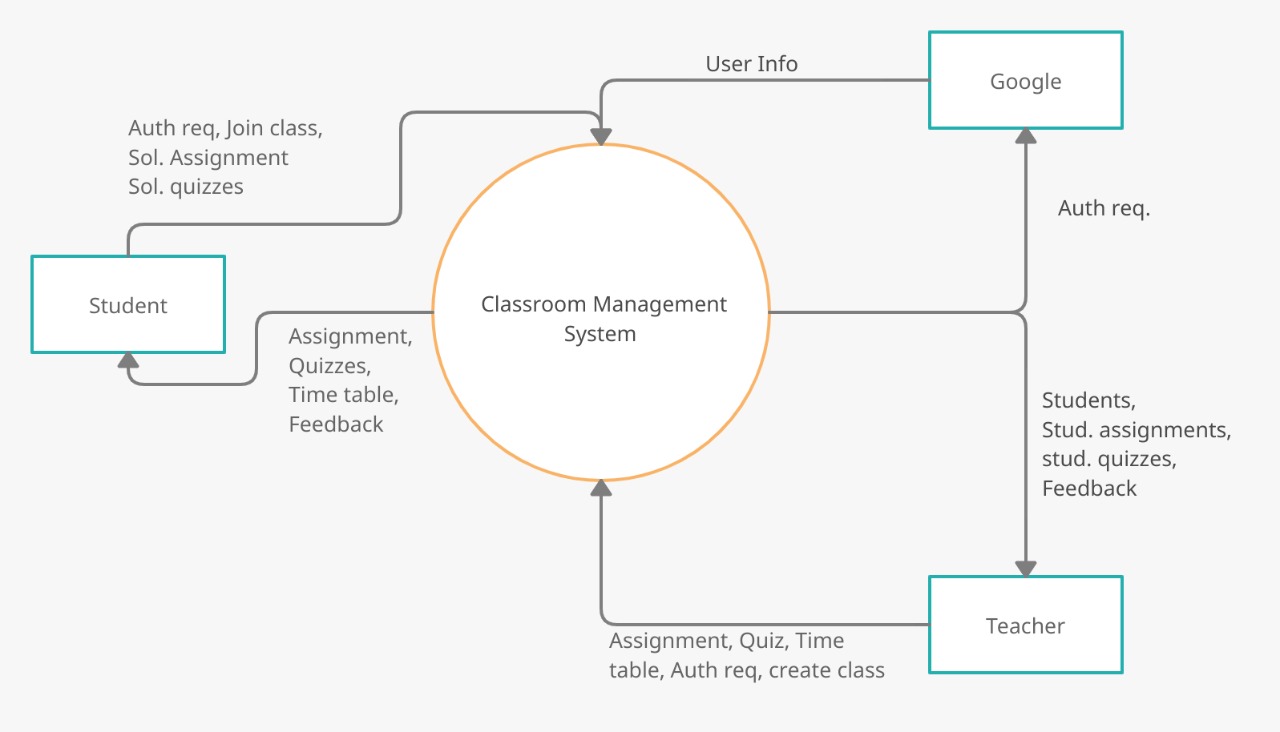 User Info
Google
Auth req, Join class,
Sol. Assignment
Sol. quizzes
Auth req.
Student
Classroom Management
System
Assignment,
Quizzes,
Time table,
Feedback
Students,
Stud. assignments,
stud. quizzes,
Feedback
Teacher
Assignment, Quiz, Time
table, Auth req, create class